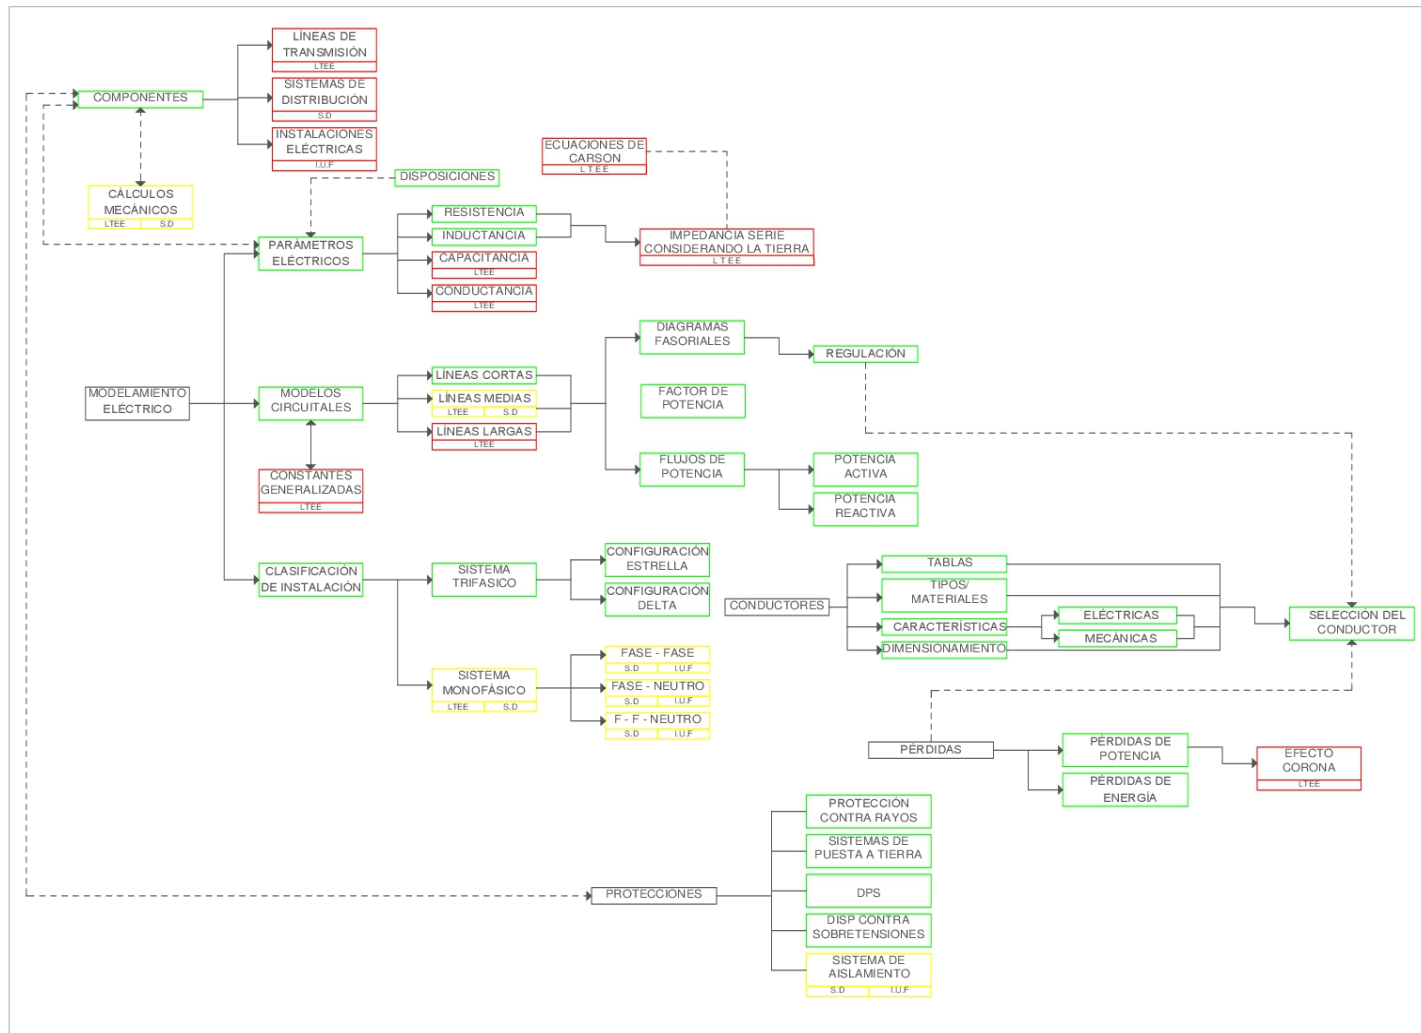 LÍNEAS DE
TRANSMISIÓN
LTEE
COMPONENTES
SISTEMAS DE
DISTRIBUCIÓN
S.D
INSTALACIONES
ELÉCTRICAS
I.U.F
CÁLCULOS
MECÁNICOS
LTEE S.D
ECUACIONES DE
CARSON
LTEE
DISPOSICIONES
PARÁMETROS
ELÉCTRICOS
RESISTENCIA
INDUCTANCIA
CAPACITANCIA
LTEE
CONDUCTANCIA
LTEE
IMPEDANCIA SERIE
CONSIDERANDO LA TIERRA
LTEE
MODELAMIENTO
ELÉCTRICO
MODELOS
CIRCUITALES
CONSTANTES
GENERALIZADAS
LTEE
LÍNEAS CORTAS
LÍNEAS MEDIAS
LTEE S.D
LÍNEAS LARGAS
LTEE
DIAGRAMAS
FASORIALES
REGULACIÓN
FACTOR DE
POTENCIA
FLUJOS DE
POTENCIA
POTENCIA
ACTIVA
POTENCIA
REACTIVA
CLASIFICACIÓN
DE INSTALACIÓN
SISTEMA
TRIFASICO
CONFIGURACIÓN
ESTRELLA
CONFIGURACIÓN
DELTA
SISTEMA
MONOFÁSICO
LTEE S.D
FASE - FASE
S.D I.U.F
FASE - NEUTRO
S.D I.U.F
F - F - NEUTRO
S.D I.U.F
CONDUCTORES
TABLAS
TIPOS/
MATERIALES
CARACTERÍSTICAS
DIMENSIONAMIENTO
ELÉCTRICAS
MECÁNICAS
SELECCIÓN DEL
CONDUCTOR
PÉRDIDAS
PÉRDIDAS DE
POTENCIA
PÉRDIDAS DE
ENERGÍA
EFECTO
CORONA
LTEE
PROTECCIONES
PROTECCIÓN
CONTRA RAYOS
SISTEMAS DE
PUESTA A TIERRA
DPS
DISP CONTRA
SOBRETENSIONES
SISTEMA DE
AISLAMIENTO
S.D I.U.F